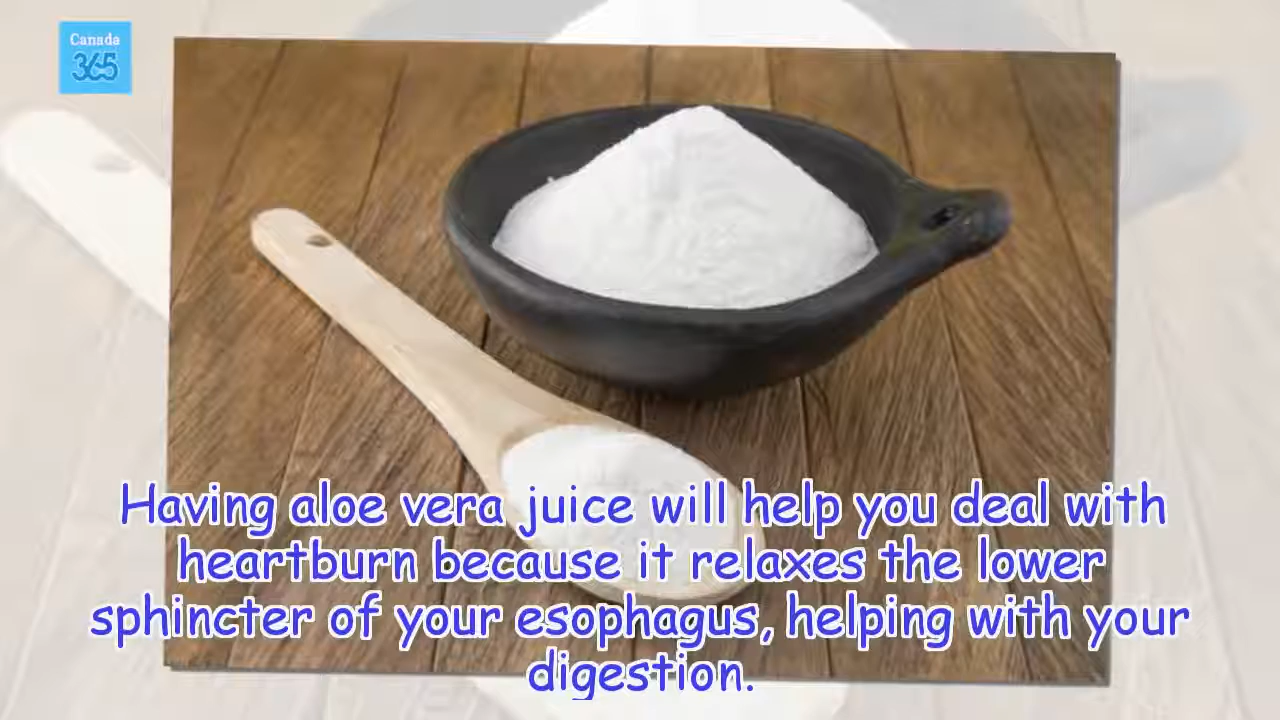 Canada
365
Having aloe vera juice will help you deal with
heartburn because it relaxes the lower
sphincter of your esophagus, helping with your
digestion.